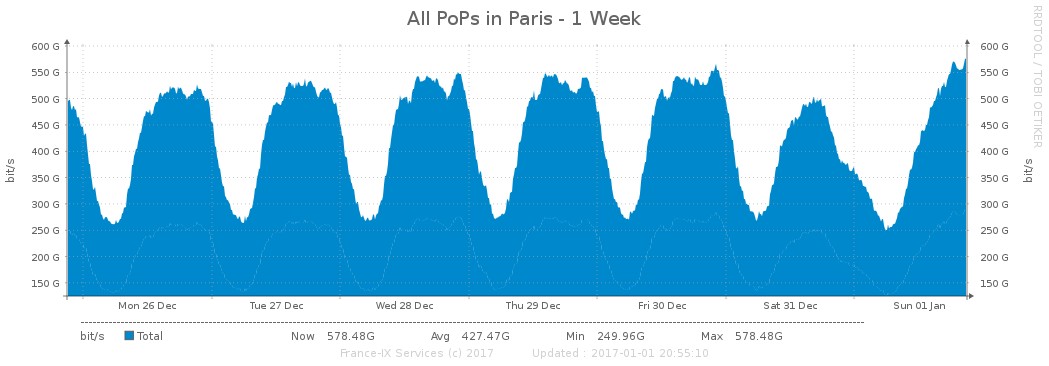 All PoPs in Paris - 1 Week
RRDTOOL / TOBI OETIKER
600 G 600 G
550 G 550 G
500 G 500 G
450 G 450 G
400 G 400 G
350 G 350 G
300 G 300 G
250 G 250 G
200 G 200 G
150 G 150 G
bit/s bit/s
Mon 26 Dec Tue 27 Dec Wed 28 Dec Thu 29 Dec Fri 30 Dec Sat 31 Dec Sun 01 Jan
bit/s Total Now 578.48G Avg 427.47G Min 249.96G Max 578.48G
France-IX Services (c) 2017 Updated : 2017-01-01 20:55:10